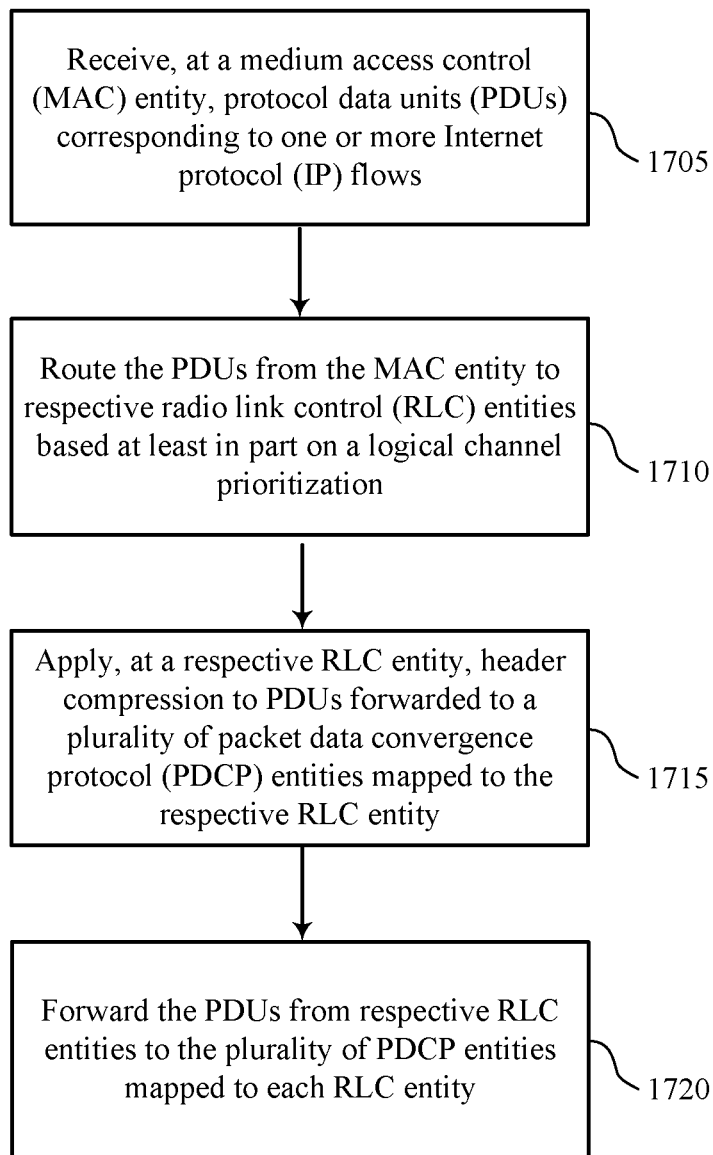 Receive, at a medium access control
(MAC) entity, protocol data units (PDUs)
corresponding to one or more Internet
protocol (IP) flows
1705
Route the PDUs from the MAC entity to
respective radio link control (RLC) entities
based at least in part on a logical channel
prioritization
1710
Apply, at a respective RLC entity, header
compression to PDUs forwarded to a
plurality of packet data convergence
protocol (PDCP) entities mapped to the
respective RLC entity
1715
Forward the PDUs from respective RLC
entities to the plurality of PDCP entities
mapped to each RLC entity
1720